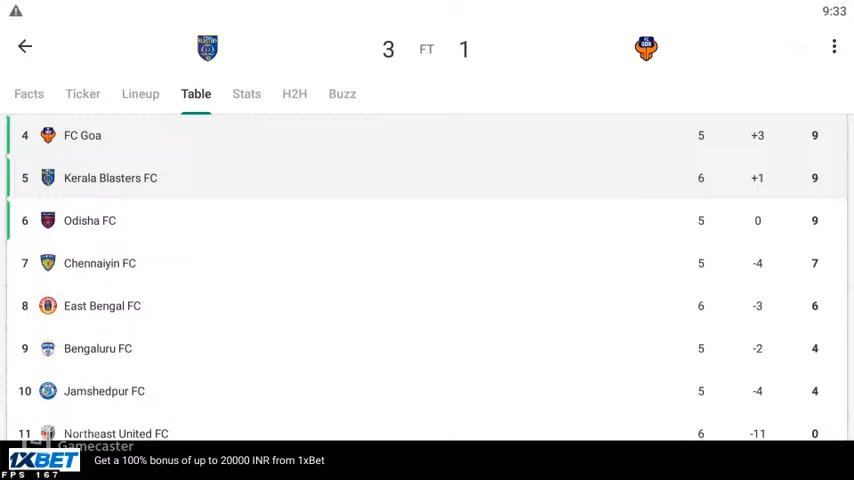 9:33
3 FT 1
Facts Ticker Lineup Table Stats H2H Buzz
4 FC Goa 5 +3 9
5 Kerala Blasters FC 6 +1 9
6 Odisha FC 5 0 9
7 Chennaiyin FC 5 -4 7
8 East Bengal FC 6 -3 6
9 Bengaluru FC 5 -2 4
10 Jamshedpur FC 5 -4 4
11 Northeast United FC 6 -11 0
Gamecaster
1XBET Get a 100% bonus of up to 20000 INR from 1xBet
FPS 167